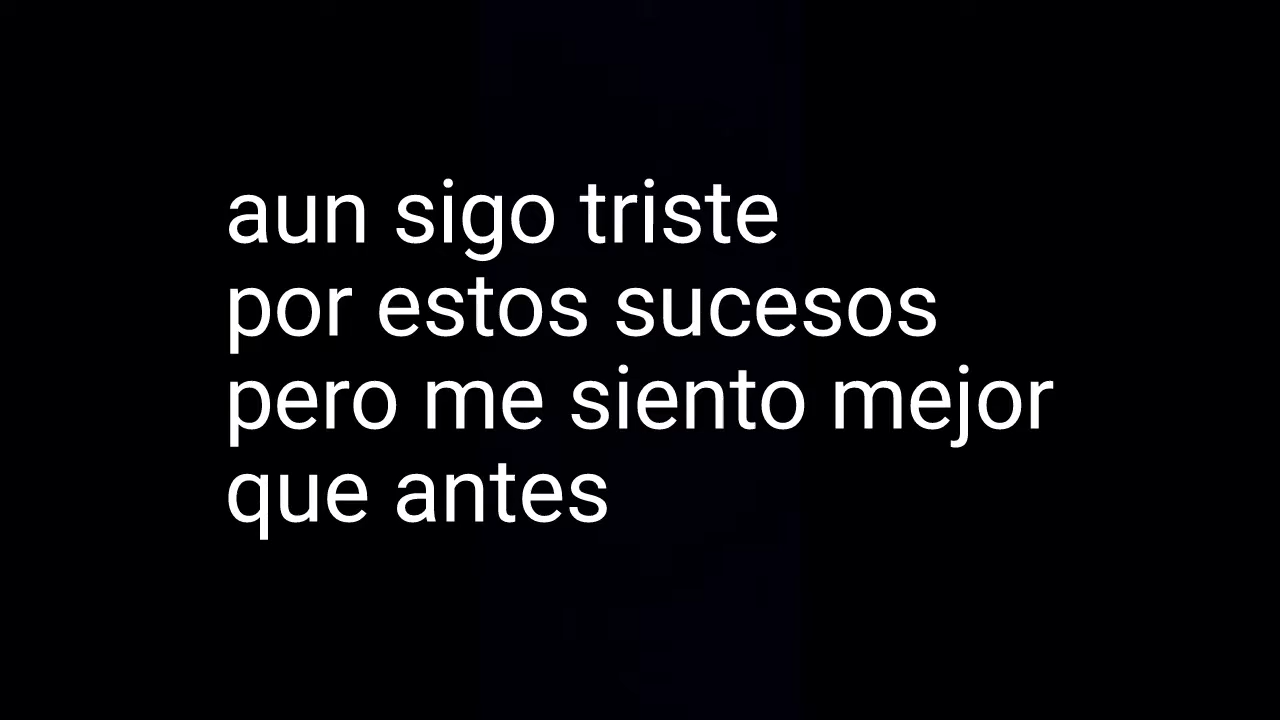 aun sigo triste
por estos sucesos
pero me siento mejor
que antes